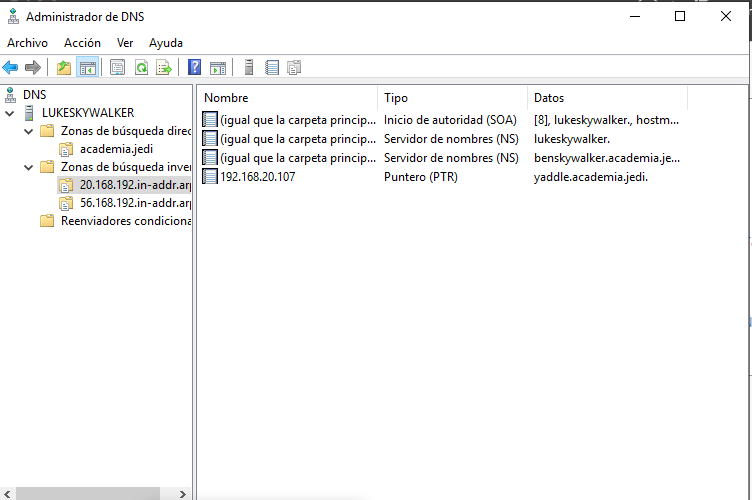 Administrador de DNS
Archivo Acción Ver Ayuda
DNS
LUKESKYWALKER
Zonas de búsqueda direc
academia.jedi
Zonas de búsqueda inver
20.168.192.in-addr.arp
56.168.192.in-addr.arp
Reenviadores condiciona
Nombre Tipo Datos
(igual que la carpeta princip... Inicio de autoridad (SOA) [8], lukeskywalker., hostm...
(igual que la carpeta princip... Servidor de nombres (NS) lukeskywalker.
(igual que la carpeta princip... Servidor de nombres (NS) benskywalker.academia.je...
192.168.20.107 Puntero (PTR) yaddle.academia.jedi.